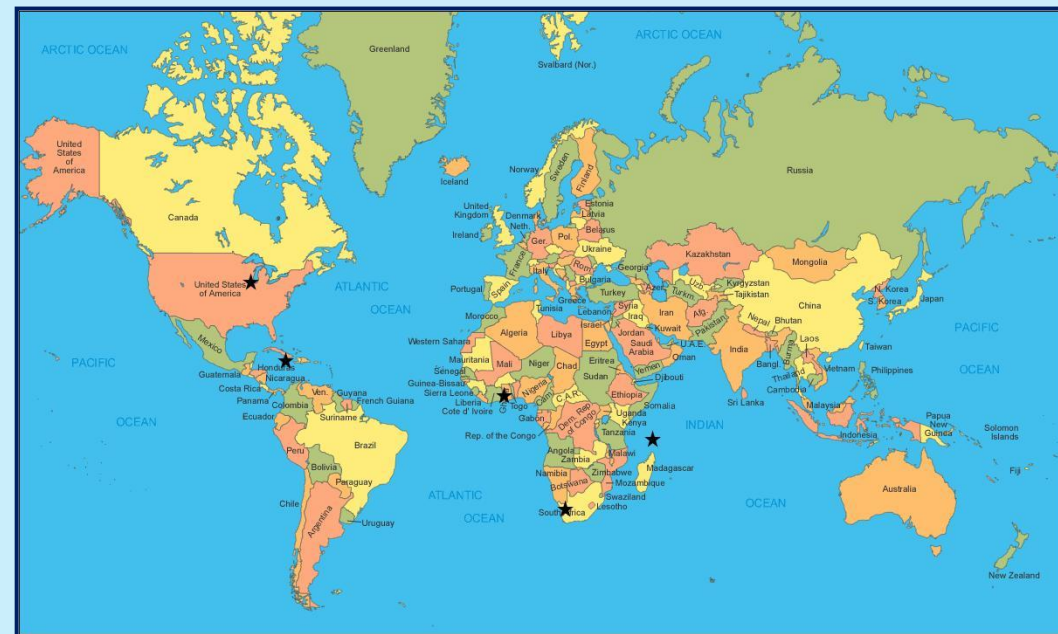 ARCTIC OCEAN
ARCTIC OCEAN
Greenland
Svalbard (Nor.)
United
States
of
America
Canada
Iceland
Norway
Sweden
Finland
Russia
United
Kingdom
Ireland
Denmark
Neth.
Estonia
Latvia
Belarus
Ger.
Pol.
Ukraine
France
Kazakhstan
Mongolia
United States
of America
ATLANTIC
OCEAN
Portugal
Spain
Italy
Rom.
Bulgaria
Greece
Georgia
Turkey
Azer.
Uzb.
Turkm.
Kyrgyzstan
Tajikistan
N. Korea
S. Korea
Japan
China
Morocco
Tunisia
Lebanon
Syria
Iraq
Iran
Afg.
Pakistan
Nepal
Bhutan
PACIFIC
OCEAN
Mexico
Western Sahara
Algeria
Libya
Israel
Egypt
Jordan
Kuwait
Saudi
Arabia
U.A.E.
Oman
India
Bangl.
Burma
Laos
Taiwan
PACIFIC
OCEAN
Guatemala
Honduras
Nicaragua
Costa Rica
Panama
Mauritania
Senegal
Guinea-Bissau
Sierra Leone
Liberia
Cote d' Ivoire
Mali
Niger
Chad
Sudan
Eritrea
Yemen
Djibouti
Thailand
Vietnam
Cambodia
Philippines
Ven.
Guyana
French Guiana
Suriname
Colombia
Ecuador
Togo
Nigeria
Cam.
C.A.R.
Ethiopia
Somalia
Sri Lanka
Malaysia
Gabon
Rep. of the Congo
Dem. Rep.
of Congo
Uganda
Kenya
Tanzania
INDIAN
OCEAN
Indonesia
Papua
New
Guinea
Solomon
Islands
Peru
Brazil
Bolivia
Paraguay
Chile
Argentina
Uruguay
ATLANTIC
OCEAN
Angola
Zambia
Malawi
Namibia
Botswana
Zimbabwe
Mozambique
Madagascar
Swaziland
Lesotho
Australia
Fiji
New Zealand